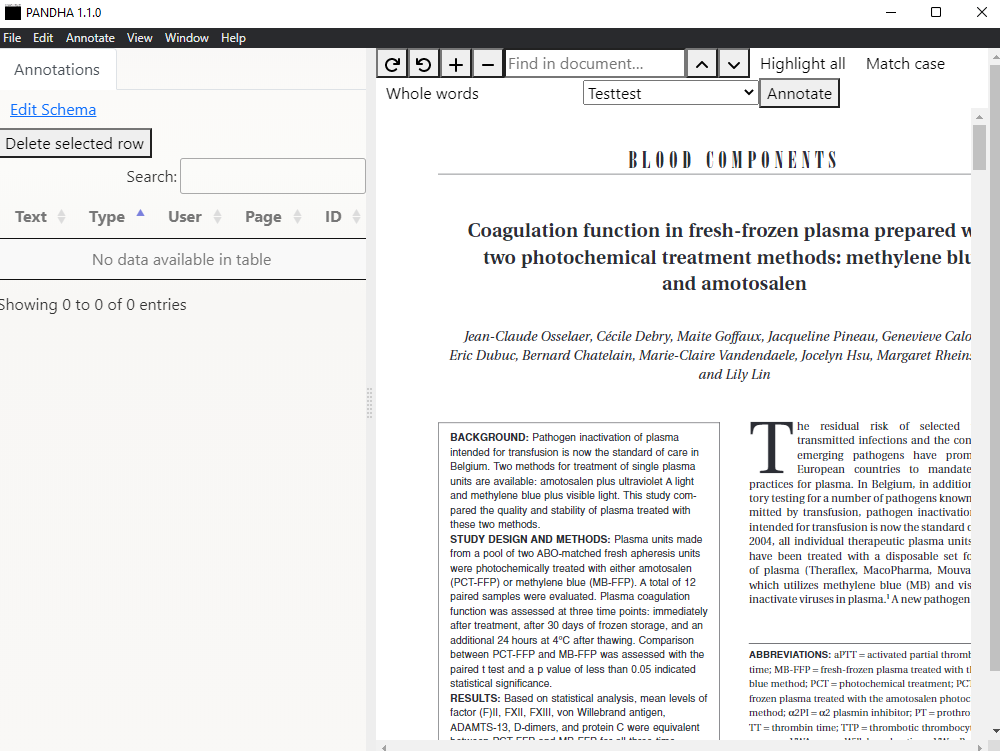 PANDHA 1.1.0
File Edit Annotate View Window Help
Annotations
Edit Schema
Delete selected row
Search:
Text Type User Page ID
No data available in table
Showing 0 to 0 of 0 entries
Find in document... Highlight all Match case
Whole words Testtest Annotate
BLOOD COMPONENTS
Coagulation function in fresh-frozen plasma prepared
two photochemical treatment methods: methylene
and amotosalen
Jean-Claude Osselaer, Cécile Debry, Maite Goffaux, Jacqueline Pineau, Genevieve
Eric Dubuc, Bernard Chatelain, Marie-Claire Vandendaele, Jocelyn Hsu, Margaret
and Lily Lin
BACKGROUND: Pathogen inactivation of plasma
intended for transfusion is now the standard of care in
Belgium. Two methods for treatment of single plasma
units are available: amotosalen plus ultraviolet A light
and methylene blue plus visible light. This study com-
pared the quality and stability of plasma treated with
these two methods.
STUDY DESIGN AND METHODS: Plasma units made
from a pool of two ABO-matched fresh apheresis units
were photochemically treated with either amotosalen
(PCT-FFP) or methylene blue (MB-FFP). A total of 12
paired samples were evaluated. Plasma coagulation
function was assessed at three time points: immediately
after treatment, after 30 days of frozen storage, and an
additional 24 hours at 4°C after thawing. Comparison
between PCT-FFP and MB-FFP was assessed with the
paired t test and a p value of less than 0.05 indicated
statistical significance.
RESULTS: Based on statistical analysis, mean levels of
factor (F)II, FXII, FXIII, von Willebrand antigen,
ADAMTS-13, D-dimers, and protein C were equivalent
between PCT-FFP and MB-FFP for all three time
The residual risk of selected
transmitted infections and the
emerging pathogens have
European countries to mandate
practices for plasma. In Belgium, in
tory testing for a number of pathogens known
mitted by transfusion, pathogen
intended for transfusion is now the standard
2004, all individual therapeutic plasma units
have been treated with a disposable set
of plasma (Theraflex, MacoPharma,
which utilizes methylene blue (MB) and
inactivate viruses in plasma.¹ A new pathogen
ABBREVIATIONS: aPTT = activated partial
time; MB-FFP = fresh-frozen plasma treated with
blue method; PCT = photochemical treatment;
frozen plasma treated with the amotosalen
method; α2PI = α2 plasmin inhibitor; PT =
TT = thrombin time; TTP = thrombotic